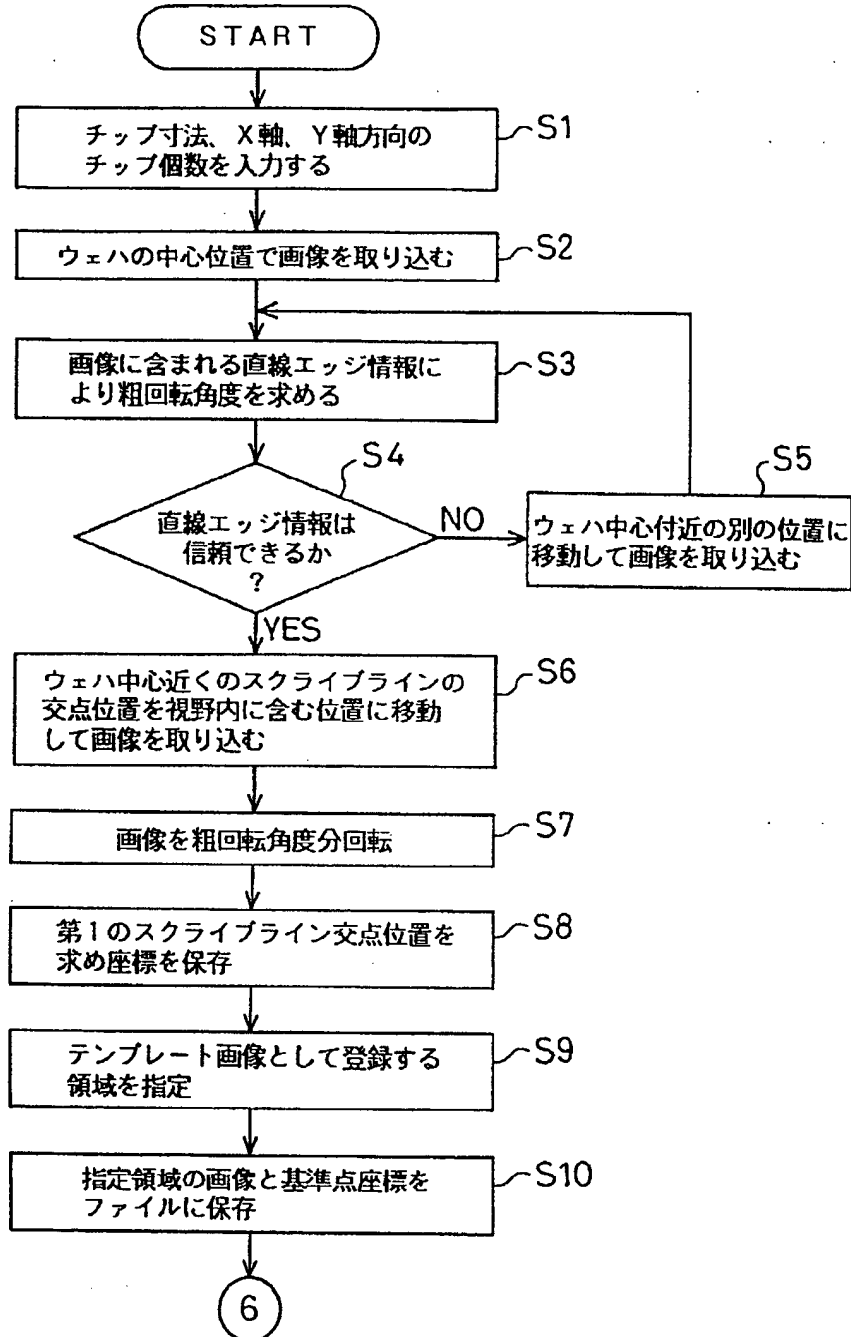 START
チップ寸法、X軸、Y軸方向の
チップ個数を入力する
S1
ウェハの中心位置で画像を取り込む
S2
画像に含まれる直線エッジ情報に
より粗回転角度を求める
S3
直線エッジ情報は
信頼できるか
?
S4
NO
ウェハ中心付近の別の位置に
移動して画像を取り込む
S5
YES
ウェハ中心近くのスクライブラインの
交点位置を視野内に含む位置に移動
して画像を取り込む
S6
画像を粗回転角度分回転
S7
第1のスクライブライン交点位置を
求め座標を保存
S8
テンプレート画像として登録する
領域を指定
S9
指定領域の画像と基準点座標を
ファイルに保存
S10
6